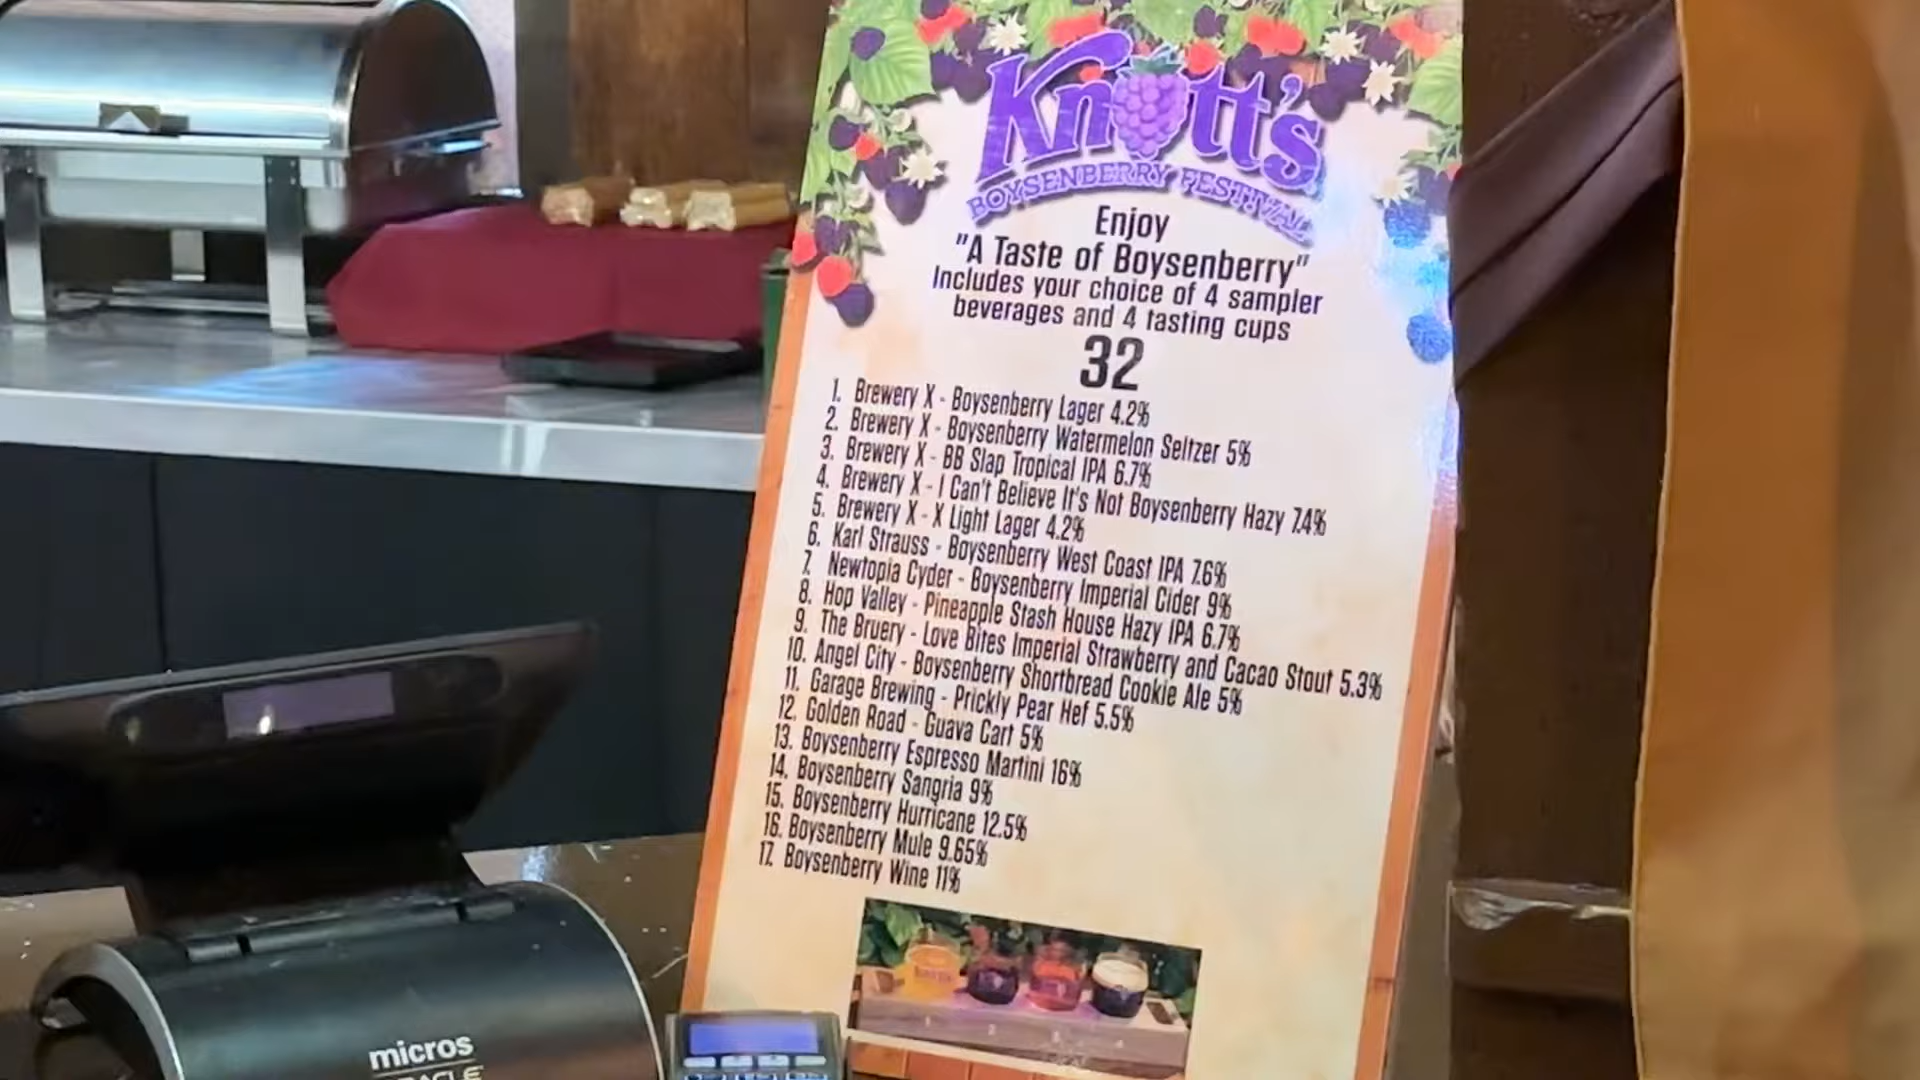 Knott's
BOYSENBERRY FESTIVAL
Enjoy
"A Taste of Boysenberry"
Includes your choice of 4 sampler
beverages and 4 tasting cups
32
1. Brewery X - Boysenberry Lager 4.2%
2. Brewery X - Boysenberry Watermelon Seltzer 5%
3. Brewery X - BB Slap Tropical IPA 6.7%
4. Brewery X - I Can't Believe It's Not Boysenberry Hazy 7.4%
5. Brewery X - X Light Lager 4.2%
6. Karl Strauss - Boysenberry West Coast IPA 7.6%
7. Newtopia Cyder - Boysenberry Imperial Cider 9%
8. Hop Valley - Pineapple Stash House Hazy IPA 6.7%
9. The Bruery - Love Bites Imperial Strawberry and Cacao Stout 5.3%
10. Angel City - Boysenberry Shortbread Cookie Ale 5%
11. Garage Brewing - Prickly Pear Hef 5.5%
12. Golden Road - Guava Cart 5%
13. Boysenberry Espresso Martini 16%
14. Boysenberry Sangria 9%
15. Boysenberry Hurricane 12.5%
16. Boysenberry Mule 9.65%
17. Boysenberry Wine 11%
micros